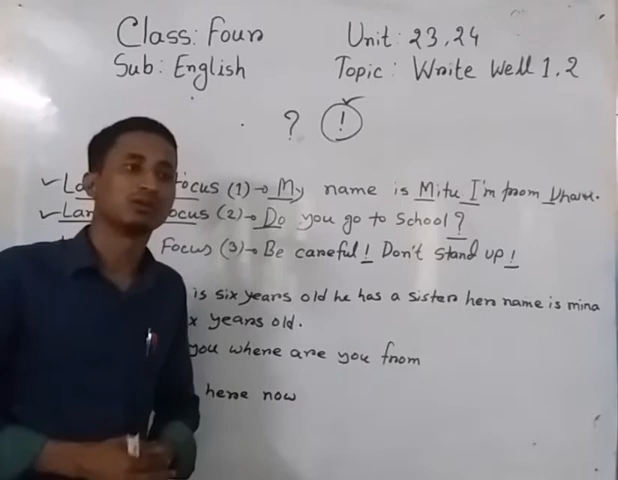 Class: Four Unit: 23,24
Sub: English Topic: Write Well 1,2
? !
Focus (1) → My name is Mitu I'm from Dhaka.
Focus (2) → Do you go to School?
Focus (3) → Be careful! Don't stand up!
is six years old he has a sister her name is mina
years old.
you where are you from
here now